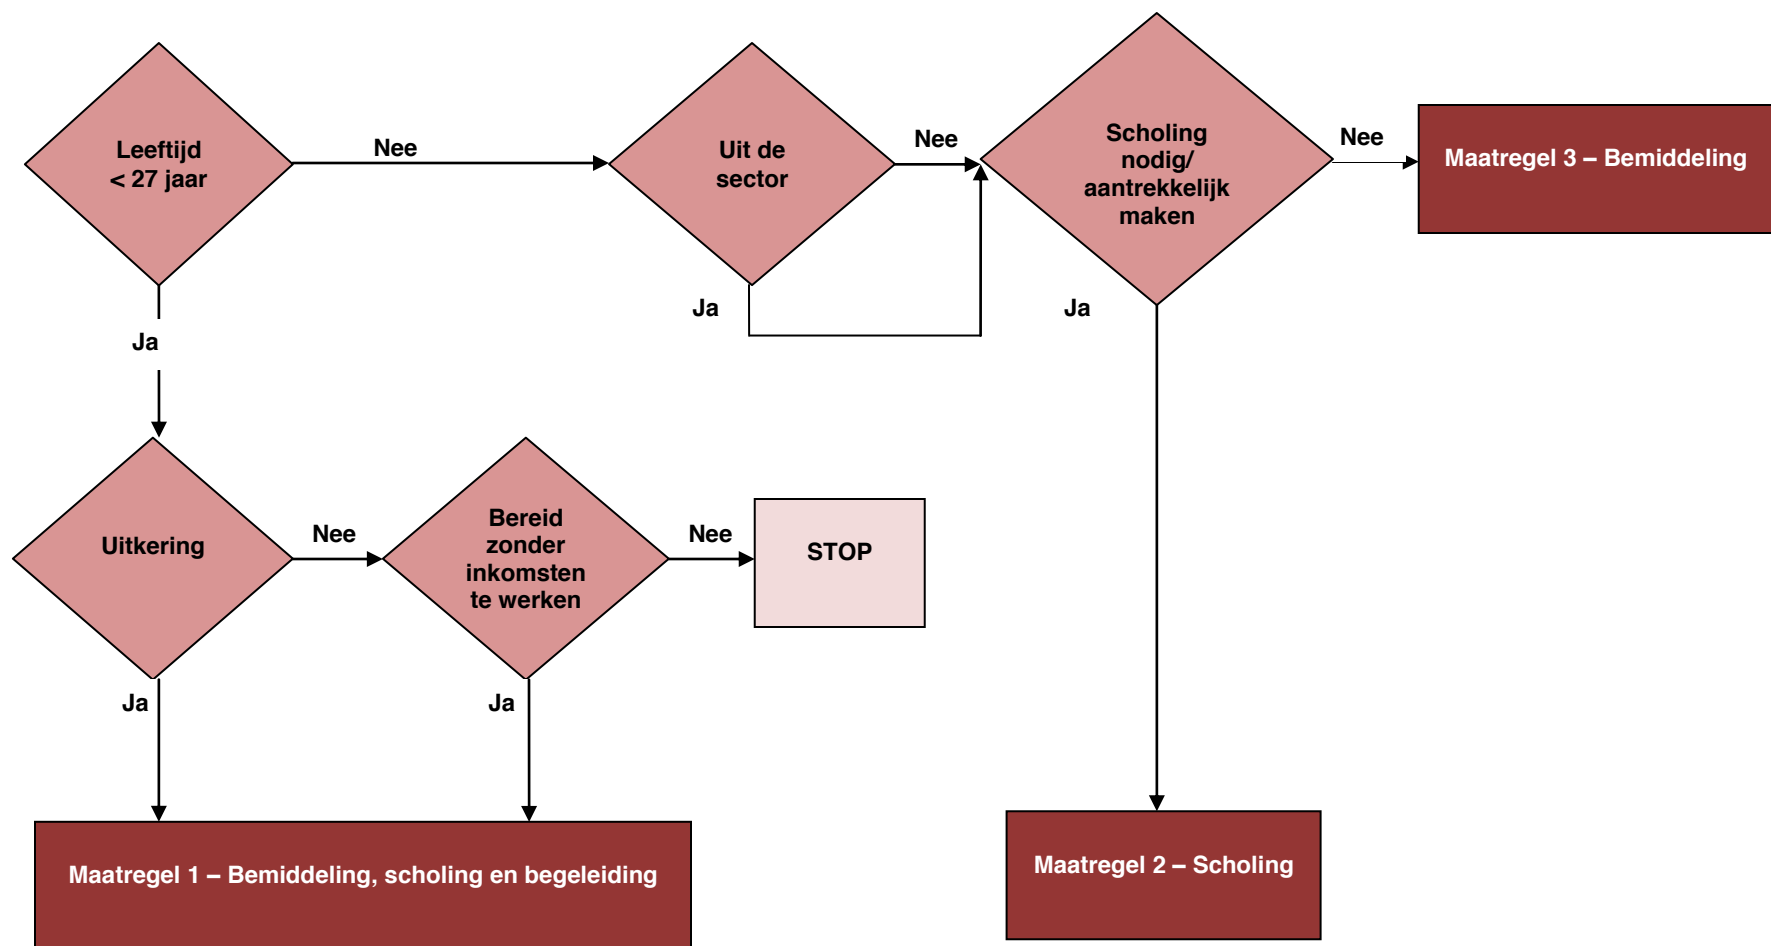 Leeftijd
< 27 jaar
Nee
Uit de
sector
Nee
Scholing
nodig/
aantrekkelijk
maken
Nee
Maatregel 3 – Bemiddeling
Ja
Ja
Ja
Uitkering
Nee
Bereid
zonder
inkomsten
te werken
Nee
STOP
Ja
Ja
Maatregel 1 – Bemiddeling, scholing en begeleiding
Maatregel 2 – Scholing